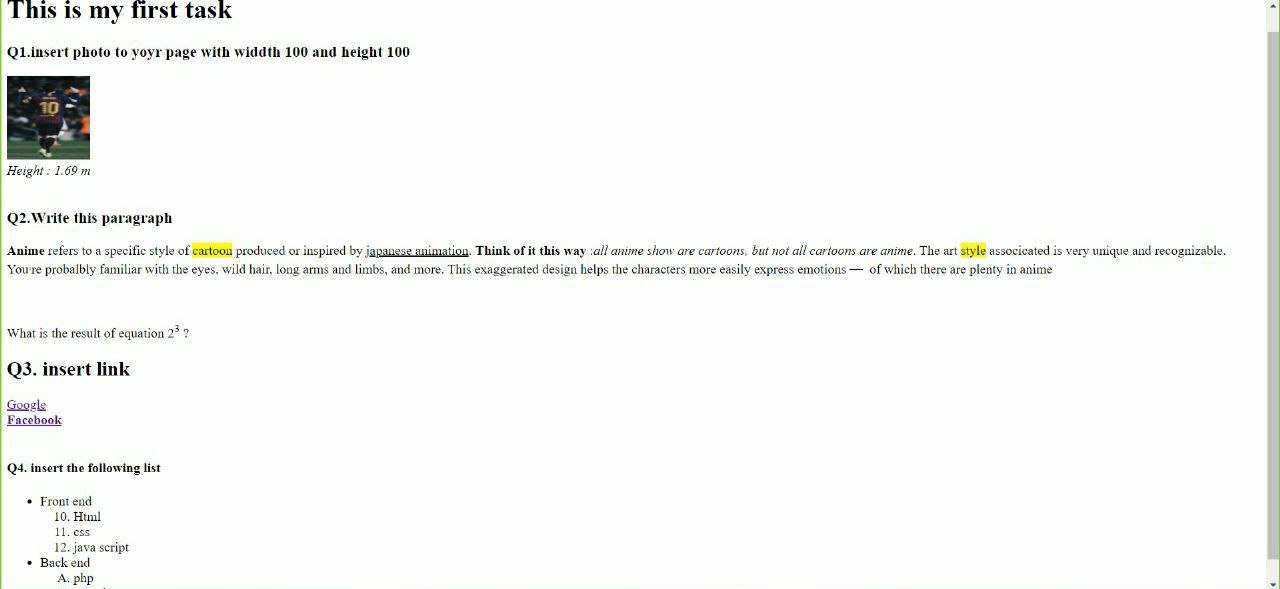 This is my first task
Q1.insert photo to yoyr page with widdth 100 and height 100
10
Height : 1.69 m
Q2.Write this paragraph
Anime refers to a specific style of cartoon produced or inspired by japanese animation. Think of it this way :all anime show are cartoons, but not all cartoons are anime. The art style associcated is very unique and recognizable.
You're probalbly familiar with the eyes, wild hair, long arms and limbs, and more. This exaggerated design helps the characters more easily express emotions — of which there are plenty in anime
What is the result of equation 2³ ?
Q3. insert link
Google
Facebook
Q4. insert the following list
• Front end
10. Html
11. css
12. java script
• Back end
A. php